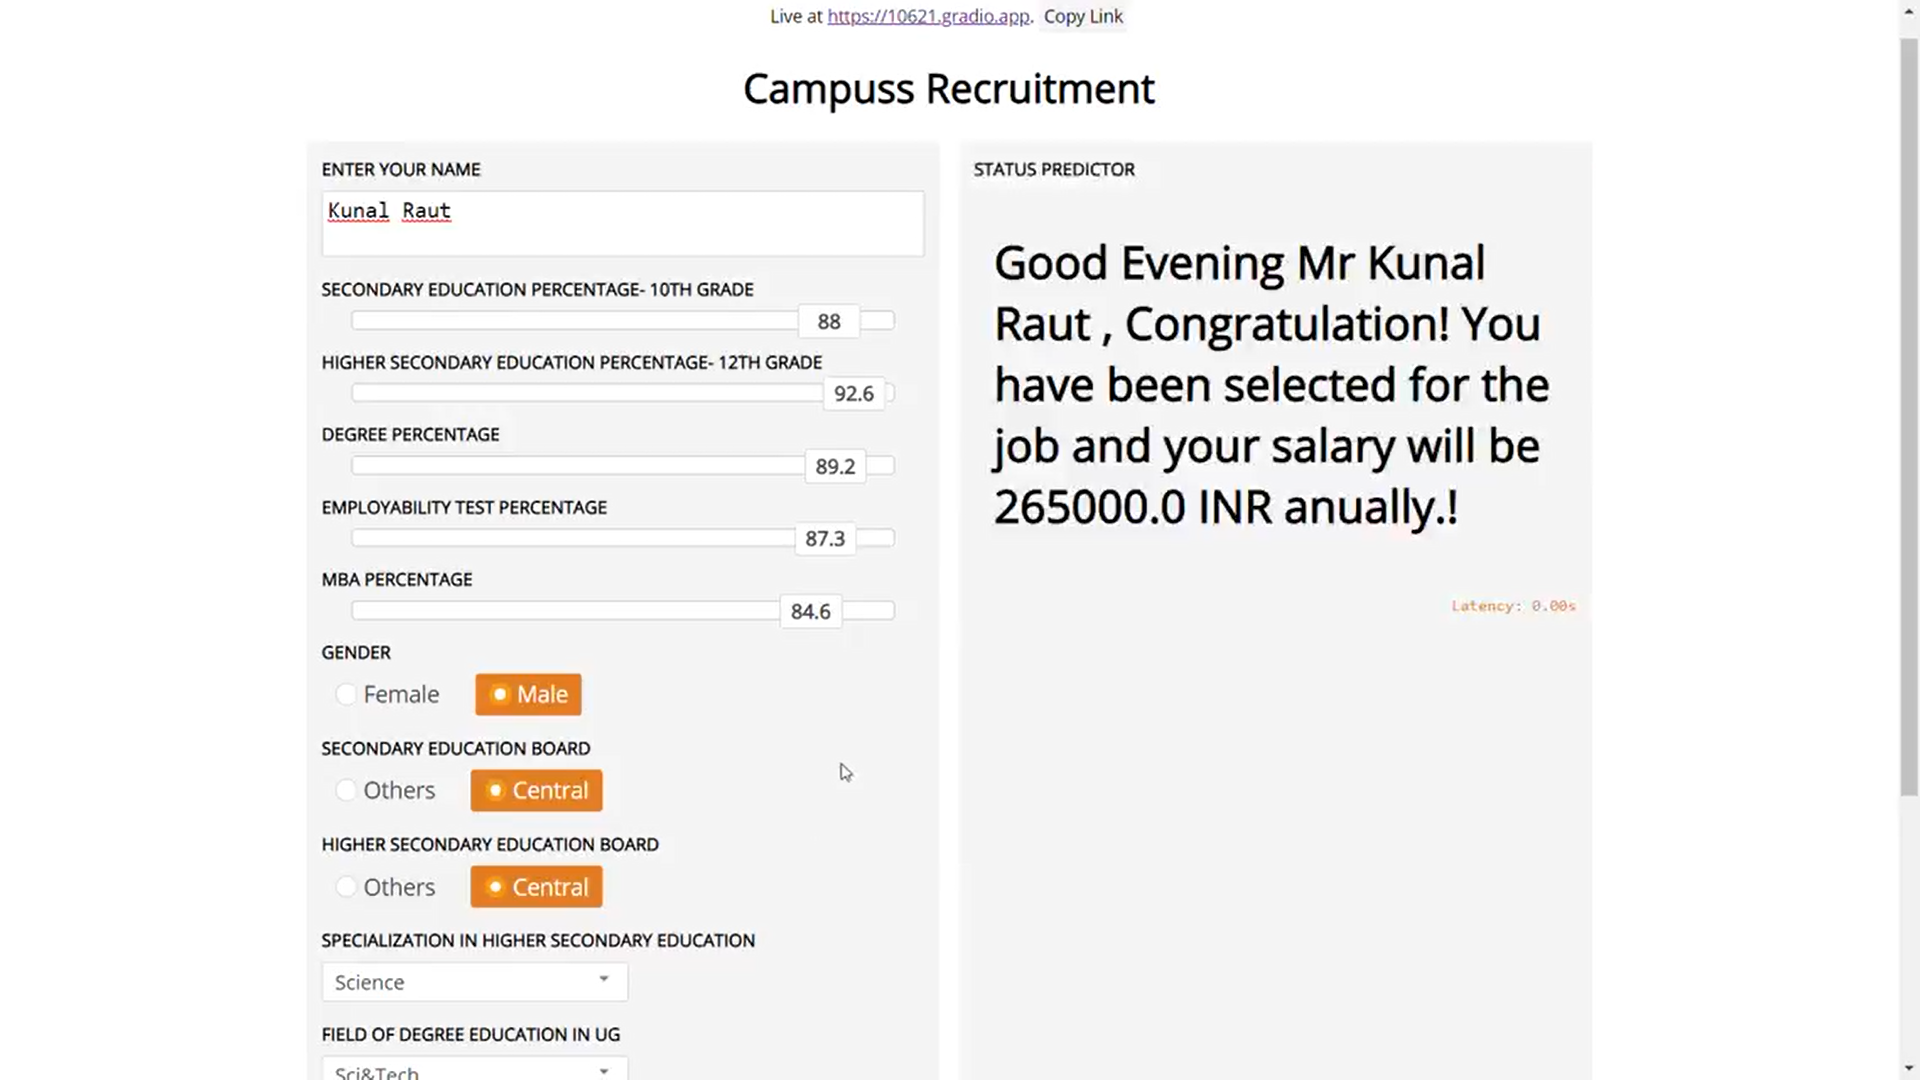 Live at https://10621.gradio.app. Copy Link
Campuss Recruitment
ENTER YOUR NAME
Kunal Raut
SECONDARY EDUCATION PERCENTAGE- 10TH GRADE
88
HIGHER SECONDARY EDUCATION PERCENTAGE- 12TH GRADE
92.6
DEGREE PERCENTAGE
89.2
EMPLOYABILITY TEST PERCENTAGE
87.3
MBA PERCENTAGE
84.6
GENDER
Female Male
SECONDARY EDUCATION BOARD
Others Central
HIGHER SECONDARY EDUCATION BOARD
Others Central
SPECIALIZATION IN HIGHER SECONDARY EDUCATION
Science
FIELD OF DEGREE EDUCATION IN UG
Sci&Tech
STATUS PREDICTOR
Good Evening Mr Kunal
Raut , Congratulation! You
have been selected for the
job and your salary will be
265000.0 INR anually.!
Latency: 0.00s